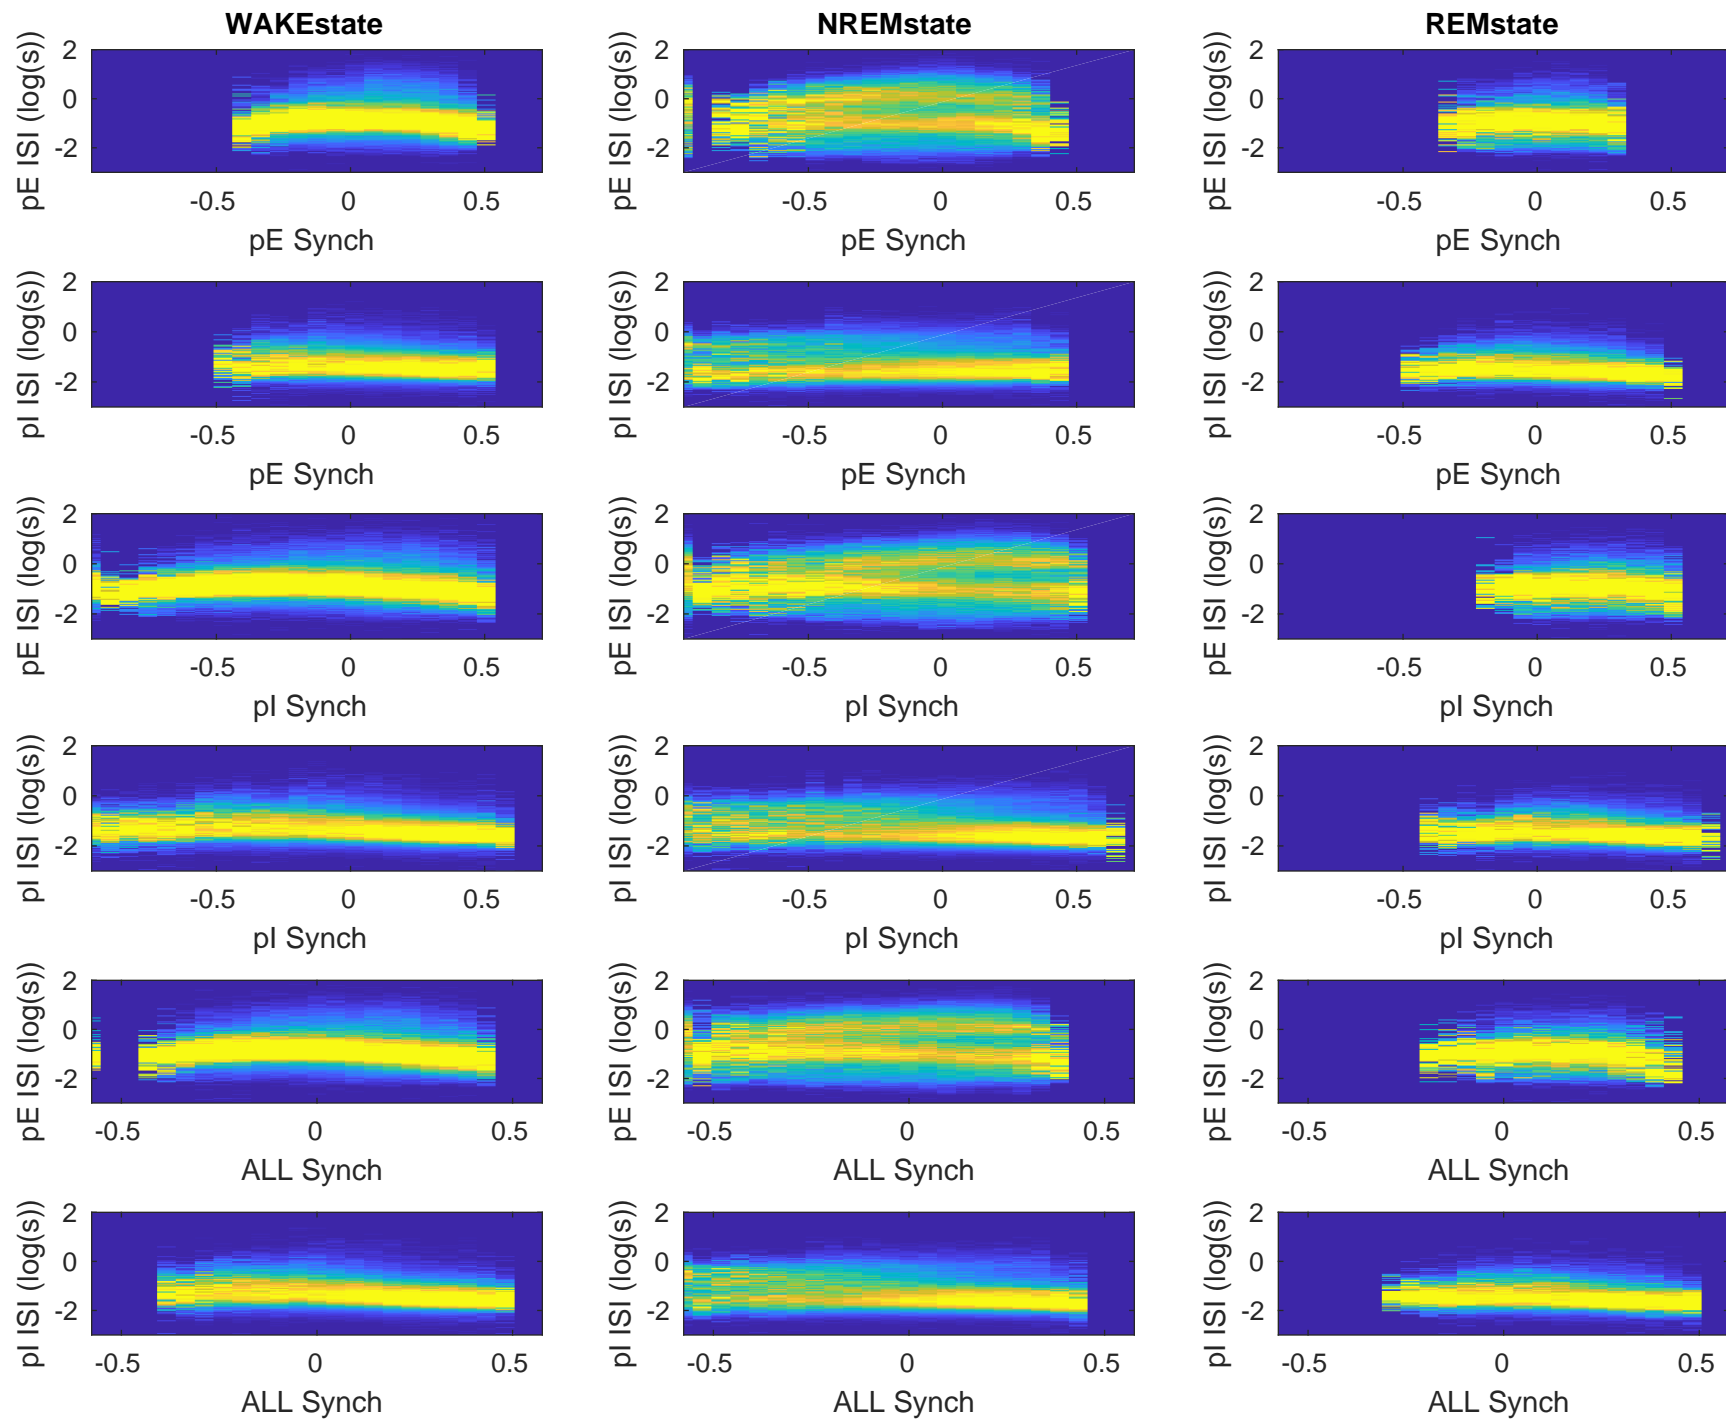 WAKEstate NREMstate REMstate
pE ISI (log(s)) 2 0 -2 pE ISI (log(s)) 2 0 -2 pE ISI (log(s)) 2 0 -2
-0.5 0 0.5 -0.5 0 0.5 -0.5 0 0.5
pE Synch pE Synch pE Synch
pI ISI (log(s)) 2 0 -2 pI ISI (log(s)) 2 0 -2 pI ISI (log(s)) 2 0 -2
-0.5 0 0.5 -0.5 0 0.5 -0.5 0 0.5
pE Synch pE Synch pE Synch
pE ISI (log(s)) 2 0 -2 pE ISI (log(s)) 2 0 -2 pE ISI (log(s)) 2 0 -2
-0.5 0 0.5 -0.5 0 0.5 -0.5 0 0.5
pI Synch pI Synch pI Synch
pI ISI (log(s)) 2 0 -2 pI ISI (log(s)) 2 0 -2 pI ISI (log(s)) 2 0 -2
-0.5 0 0.5 -0.5 0 0.5 -0.5 0 0.5
pI Synch pI Synch pI Synch
pE ISI (log(s)) 2 0 -2 pE ISI (log(s)) 2 0 -2 pE ISI (log(s)) 2 0 -2
-0.5 0 0.5 -0.5 0 0.5 -0.5 0 0.5
ALL Synch ALL Synch ALL Synch
pI ISI (log(s)) 2 0 -2 pI ISI (log(s)) 2 0 -2 pI ISI (log(s)) 2 0 -2
-0.5 0 0.5 -0.5 0 0.5 -0.5 0 0.5
ALL Synch ALL Synch ALL Synch